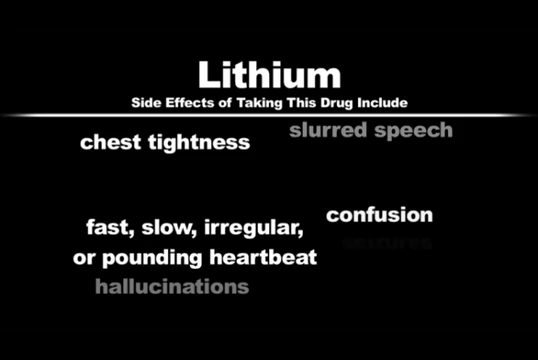 Lithium
Side Effects of Taking This Drug Include
slurred speech
chest tightness
confusion
fast, slow, irregular,
seizures
or pounding heartbeat
hallucinations